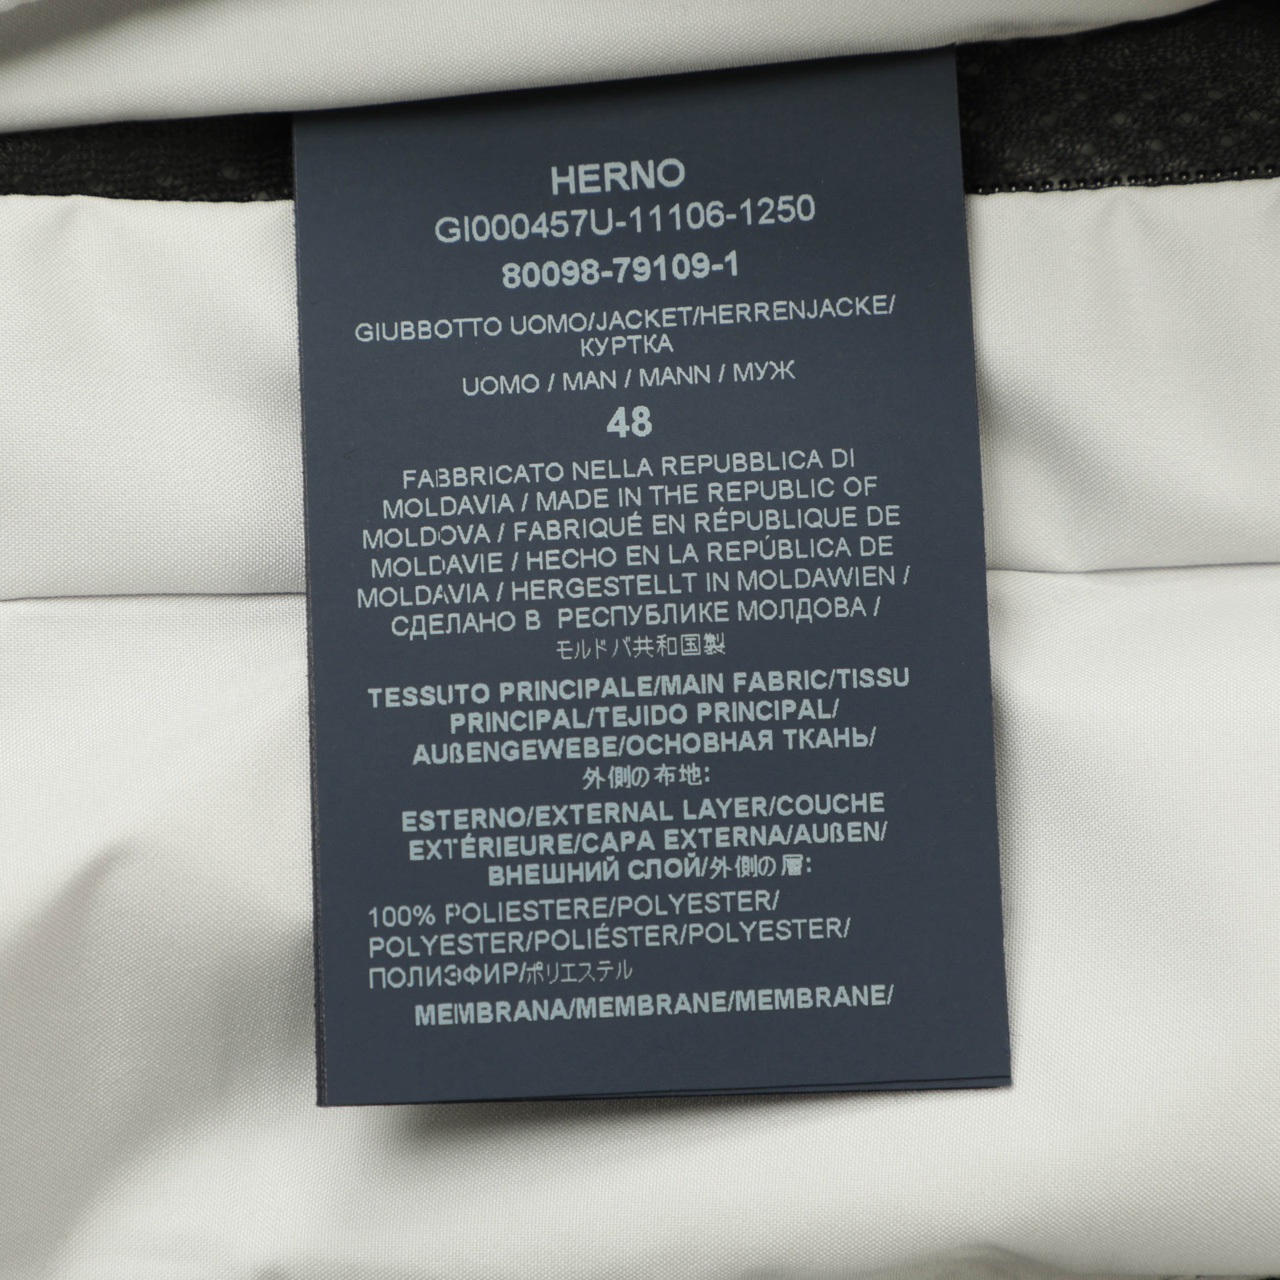 HERNO
GI000457U-11106-1250
80098-79109-1
GIUBBOTTO UOMO/JACKET/HERRENJACKE/
КУРТКА
UOMO / MAN / MANN / МУЖ
48
FABBRICATO NELLA REPUBBLICA DI
MOLDAVIA / MADE IN THE REPUBLIC OF
MOLDOVA / FABRIQUÉ EN RÉPUBLIQUE DE
MOLDAVIE / HECHO EN LA REPÚBLICA DE
MOLDAVIA / HERGESTELLT IN MOLDAWIEN /
СДЕЛАНО В РЕСПУБЛИКЕ МОЛДОВА /
モルドバ共和国製
TESSUTO PRINCIPALE/MAIN FABRIC/TISSU
PRINCIPAL/TEJIDO PRINCIPAL/
AUßENGEWEBE/ОСНОВНАЯ ТКАНЬ/
外側の布地:
ESTERNO/EXTERNAL LAYER/COUCHE
EXTÉRIEURE/CAPA EXTERNA/AUßEN/
ВНЕШНИЙ СЛОЙ/外側の層:
100% POLIESTERE/POLYESTER/
POLYESTER/POLIÉSTER/POLYESTER/
ПОЛИЭФИР/ポリエステル
MEMBRANA/MEMBRANE/MEMBRANE/